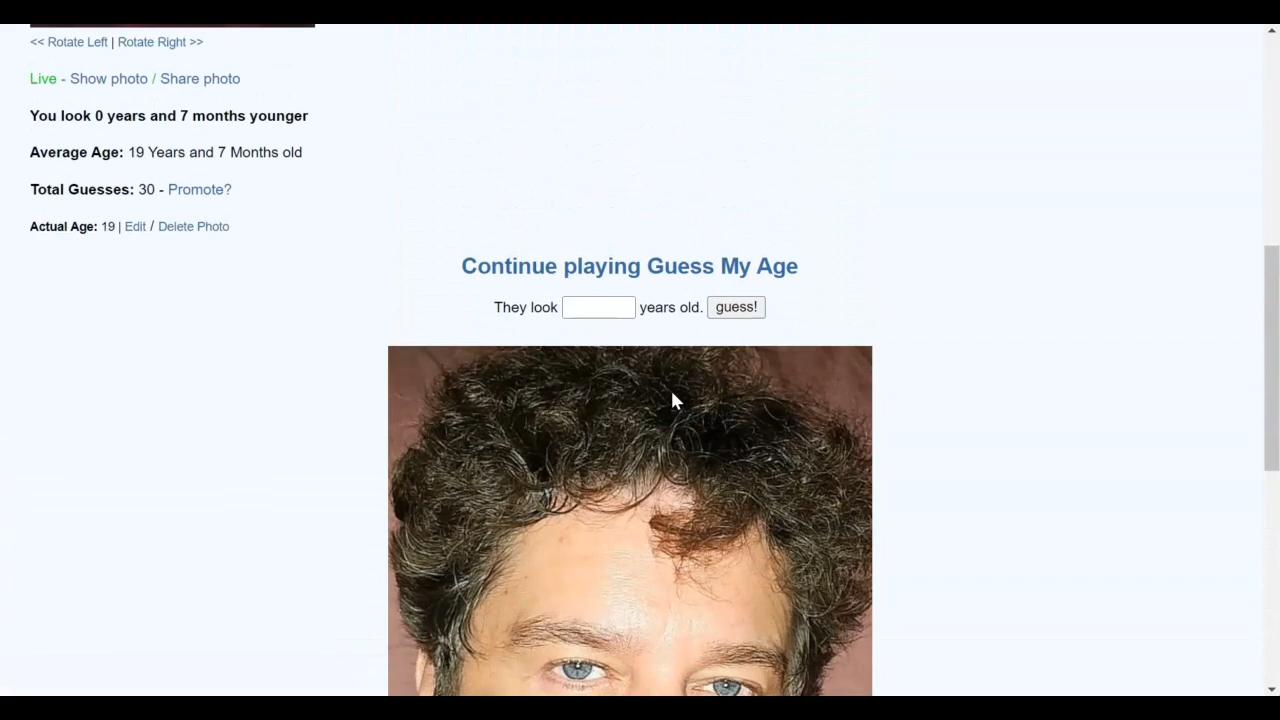 << Rotate Left | Rotate Right >>
Live - Show photo / Share photo
You look 0 years and 7 months younger
Average Age: 19 Years and 7 Months old
Total Guesses: 30 - Promote?
Actual Age: 19 | Edit / Delete Photo
Continue playing Guess My Age
They look years old. guess!